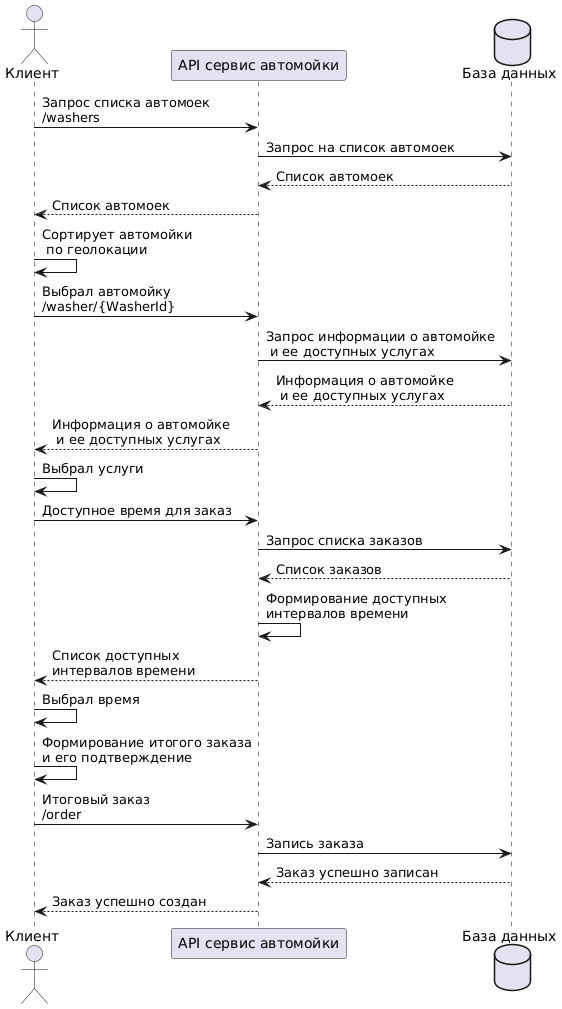 Клиент
API сервис автомойки
База данных
Запрос списка автомоек
/washers
Запрос на список автомоек
Список автомоек
Список автомоек
Сортирует автомойки
по геолокации
Выбрал автомойку
/washer/{WasherId}
Запрос информации о автомойке
и ее доступных услугах
Информация о автомойке
и ее доступных услугах
Информация о автомойке
и ее доступных услугах
Выбрал услуги
Доступное время для заказ
Запрос списка заказов
Список заказов
Формирование доступных
интервалов времени
Список доступных
интервалов времени
Выбрал время
Формирование итогого заказа
и его подтверждение
Итоговый заказ
/order
Запись заказа
Заказ успешно записан
Заказ успешно создан
Клиент
API сервис автомойки
База данных